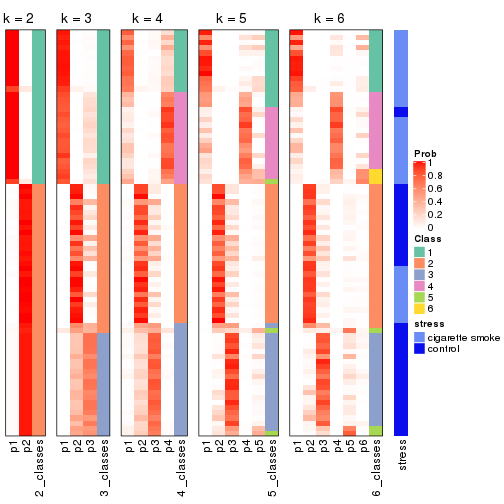 k = 2 k = 3 k = 4 k = 5 k = 6
Prob
1
0.8
0.6
0.4
0.2
0
Class
1
2
3
4
5
6
stress
cigarette smoke
control
p1 p2 2_classes p1 p2 p3 3_classes p1 p2 p3 p4 4_classes p1 p2 p3 p4 p5 5_classes p1 p2 p3 p4 p5 p6 6_classes stress